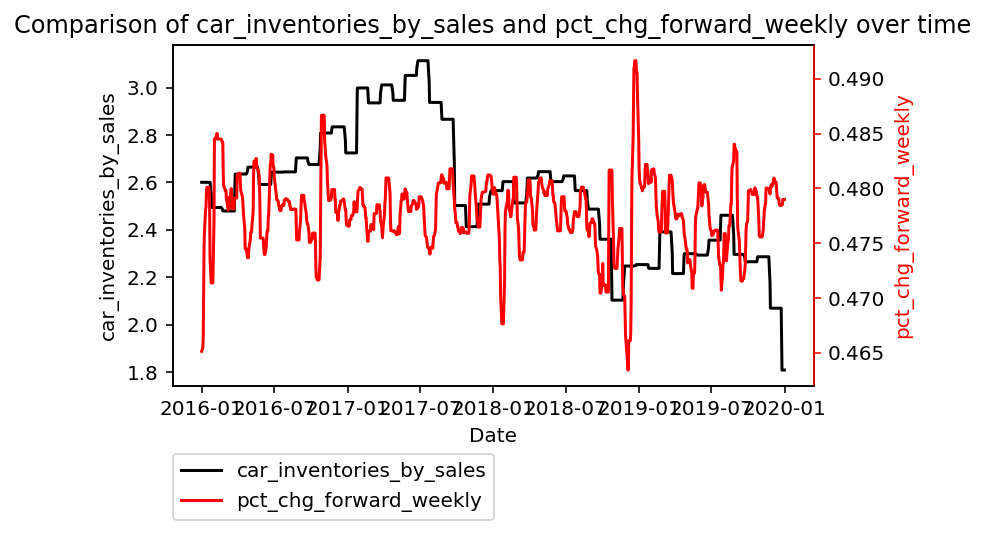 Comparison of car_inventories_by_sales and pct_chg_forward_weekly over time
car_inventories_by_sales
3.0
2.8
2.6
2.4
2.2
2.0
1.8
0.490
0.485
0.480
0.475
0.470
0.465
pct_chg_forward_weekly
2016-01 2016-07 2017-01 2017-07 2018-01 2018-07 2019-01 2019-07 2020-01
Date
car_inventories_by_sales
pct_chg_forward_weekly